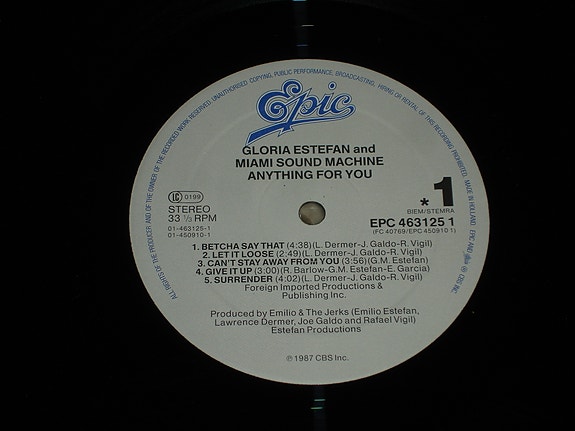 ALL RIGHTS OF THE PRODUCER AND OF THE OWNER OF THE RECORDED WORK RESERVED. UNAUTHORISED COPYING, PUBLIC PERFORMANCE, BROADCASTING, HIRING OR RENTAL OF THIS RECORDING PROHIBITED. MADE IN HOLLAND. EPIC AND ARE ® CBS INC.
Epic
GLORIA ESTEFAN and
MIAMI SOUND MACHINE
ANYTHING FOR YOU
LC 0199
STEREO
33 1/3 RPM
01-463125-1
01-450910-1
*1
BIEM/STEMRA
EPC 463125 1
(FC 40769/EPC 450910 1)
1. BETCHA SAY THAT (4:38)(L. Dermer-J. Galdo-R. Vigil)
2. LET IT LOOSE (2:49)(L. Dermer-J. Galdo-R. Vigil)
3. CAN'T STAY AWAY FROM YOU (3:56)(G.M. Estefan)
4. GIVE IT UP (3:00)(R. Barlow-G.M. Estefan-E. Garcia)
5. SURRENDER (4:02)(L. Dermer-J. Galdo-R. Vigil)
Foreign Imported Productions &
Publishing Inc.
Produced by Emilio & The Jerks (Emilio Estefan,
Lawrence Dermer, Joe Galdo and Rafael Vigil)
Estefan Productions
℗ 1987 CBS Inc.